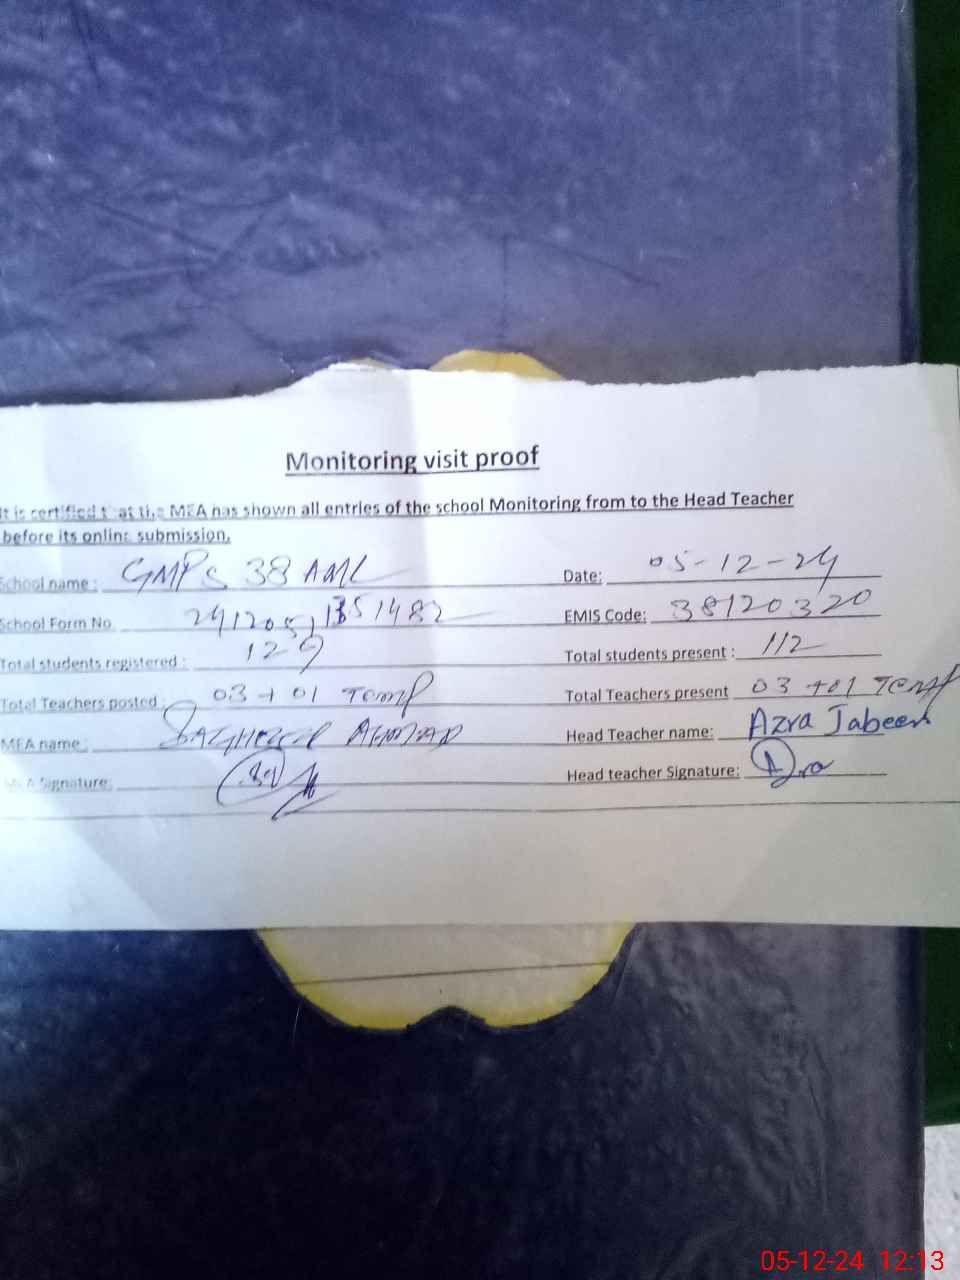 Monitoring visit proof
It is certified that the MEA has shown all entries of the school Monitoring from to the Head Teacher
before its online submission.
School name : GMPS 38 AML Date: 05-12-24
School Form No. EMIS Code: 38120320
Total students registered : 129 Total students present : 112
Total Teachers posted : 03 + 01 Temp Total Teachers present 03 +01 Temp
MEA name : AHMAD Head Teacher name: Azra Jabeen
MEA Signature: Head teacher Signature: Azra
05-12-24 12:13